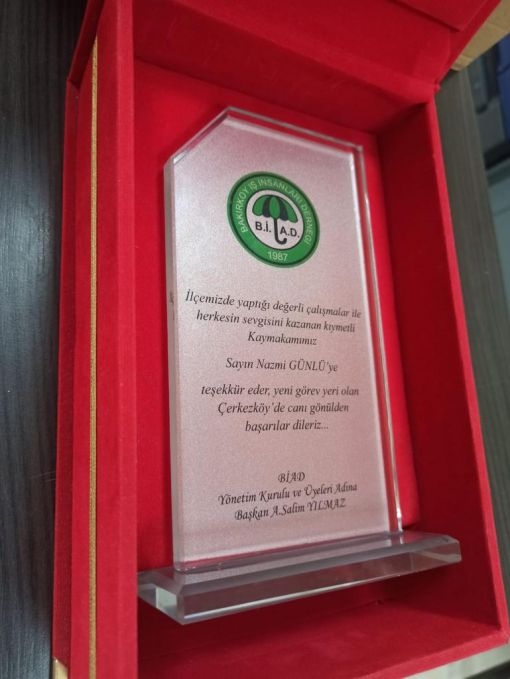 BAKIRKÖY İŞ İNSANLARI DERNEĞİ
B.İ.A.D.
1987
İlçemizde yaptığı değerli çalışmalar ile
herkesin sevgisini kazanan kıymetli
Kaymakamımız
Sayın Nazmi GÜNLÜ'ye
teşekkür eder, yeni görev yeri olan
Çerkezköy'de canı gönülden
başarılar dileriz...
BİAD
Yönetim Kurulu ve Üyeleri Adına
Başkan A.Salim YILMAZ